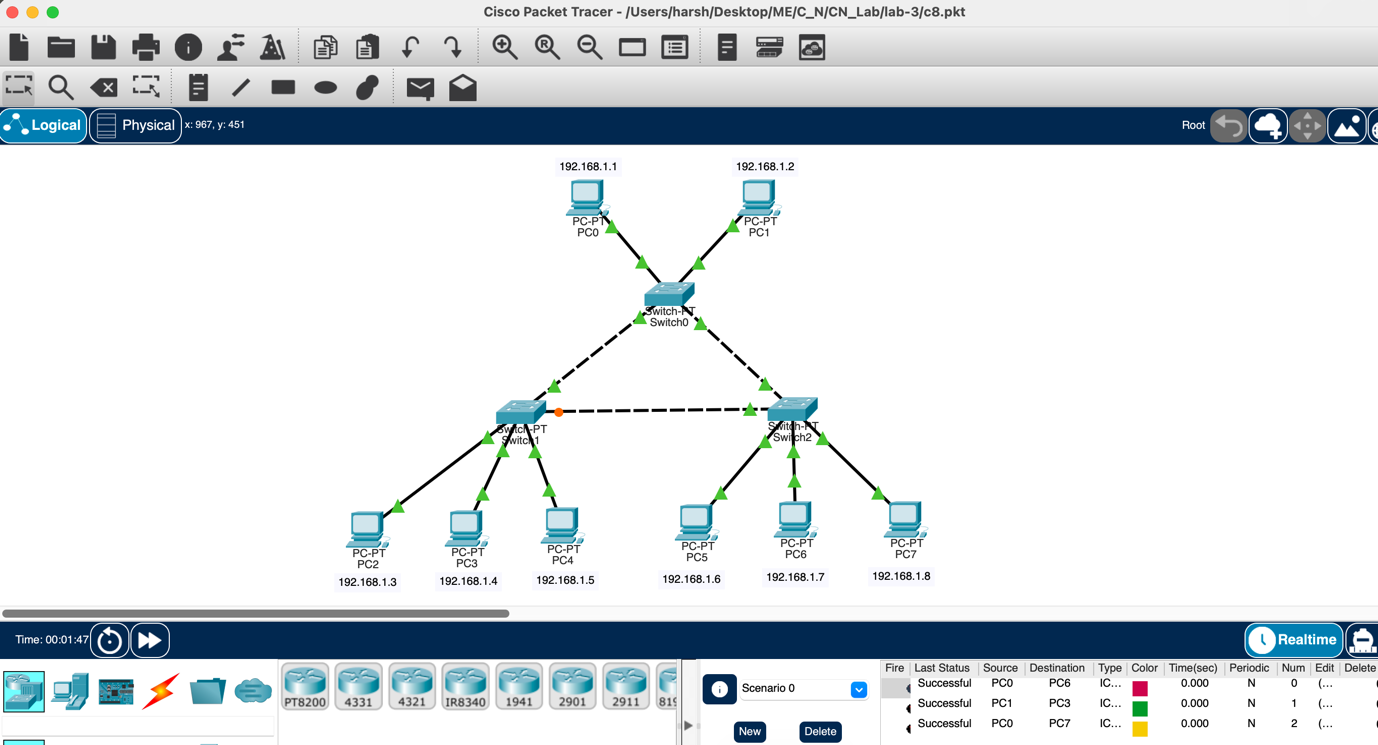 Cisco Packet Tracer - /Users/harsh/Desktop/ME/C_N/CN_Lab/lab-3/c8.pkt
Logical
Physical
x: 967, y: 451
Root
192.168.1.1
192.168.1.2
PC-PT
PC0
PC-PT
PC1
Switch-PT
Switch0
Switch-PT
Switch1
Switch-PT
Switch2
PC-PT
PC2
PC-PT
PC3
PC-PT
PC4
PC-PT
PC5
PC-PT
PC6
PC-PT
PC7
192.168.1.3
192.168.1.4
192.168.1.5
192.168.1.6
192.168.1.7
192.168.1.8
Time: 00:01:47
Realtime
PT8200
4331
4321
IR8340
1941
2901
2911
819
Scenario 0
New
Delete
Fire Last Status Source Destination Type Color Time(sec) Periodic Num Edit Delete
Successful PC0 PC6 IC... 0.000 N 0 (...
Successful PC1 PC3 IC... 0.000 N 1 (...
Successful PC0 PC7 IC... 0.000 N 2 (...